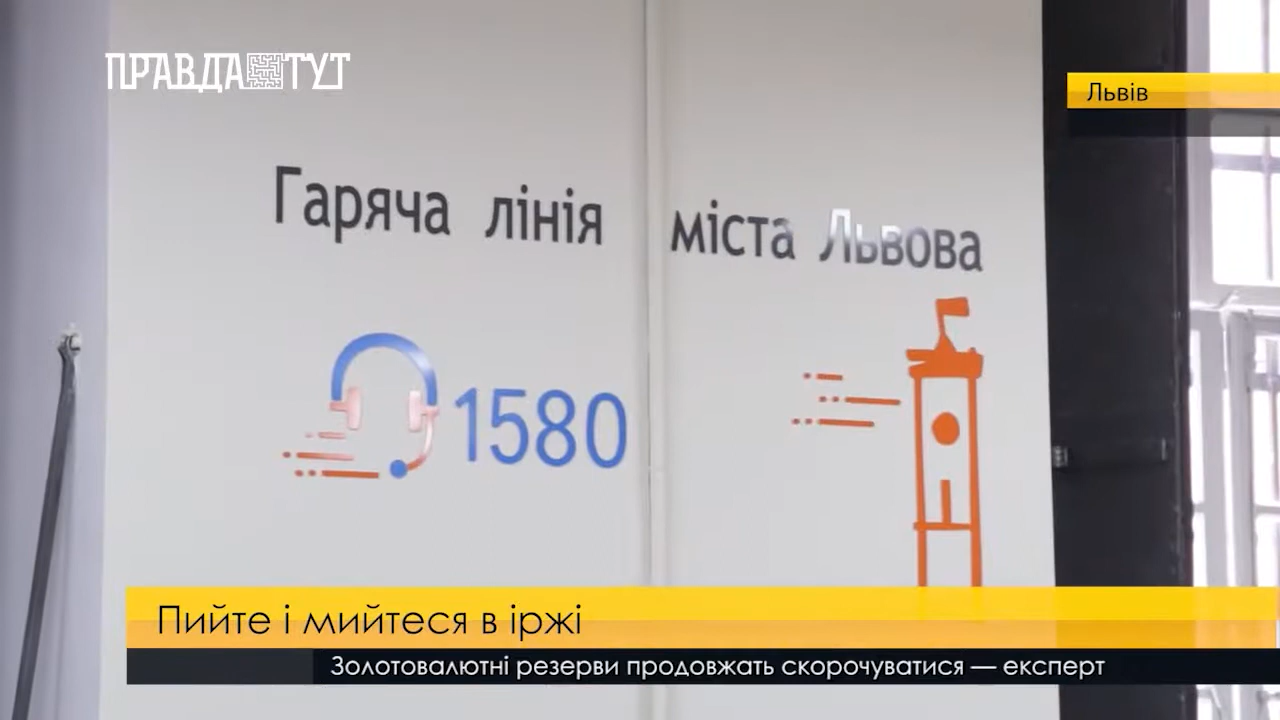 ПРАВДА ТУТ
Львів
Гаряча лінія міста Львова
1580
Пийте і мийтеся в іржі
Золотовалютні резерви продовжать скорочуватися — експерт